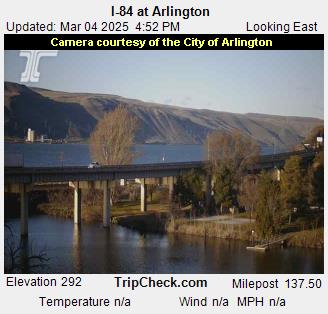 I-84 at Arlington
Updated: Mar 04 2025 4:52 PM Looking East
Camera courtesy of the City of Arlington
Elevation 292 TripCheck.com Milepost 137.50
Temperature n/a Wind n/a MPH n/a